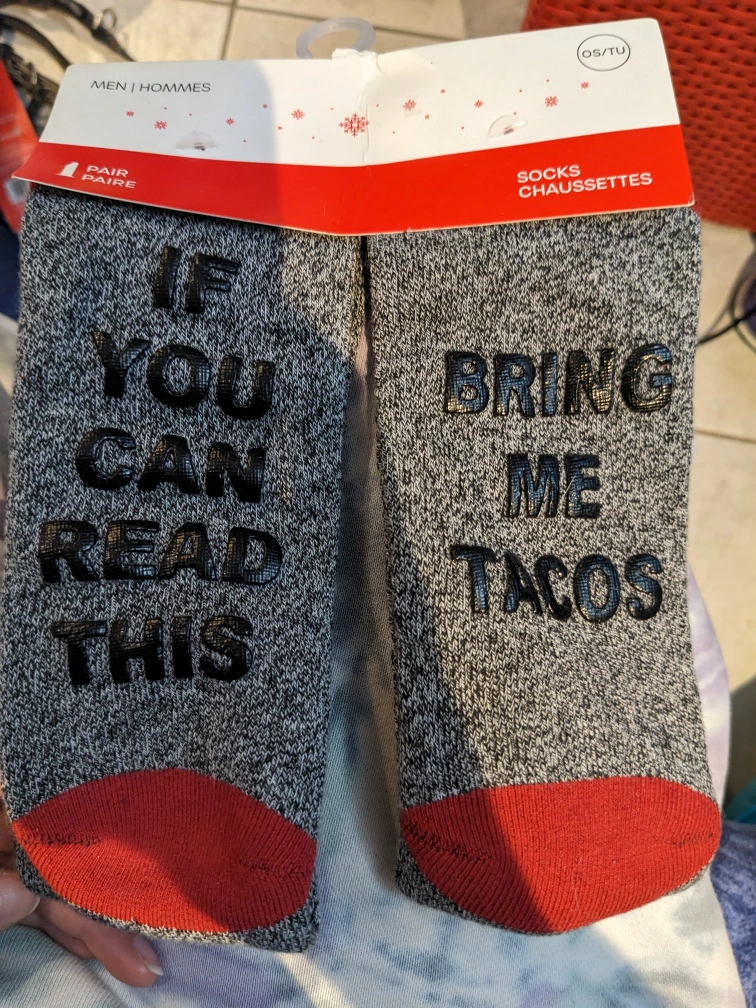 MEN | HOMMES
OS/TU
1 PAIR
PAIRE
SOCKS
CHAUSSETTES
IF
YOU
CAN
READ
THIS
BRING
ME
TACOS